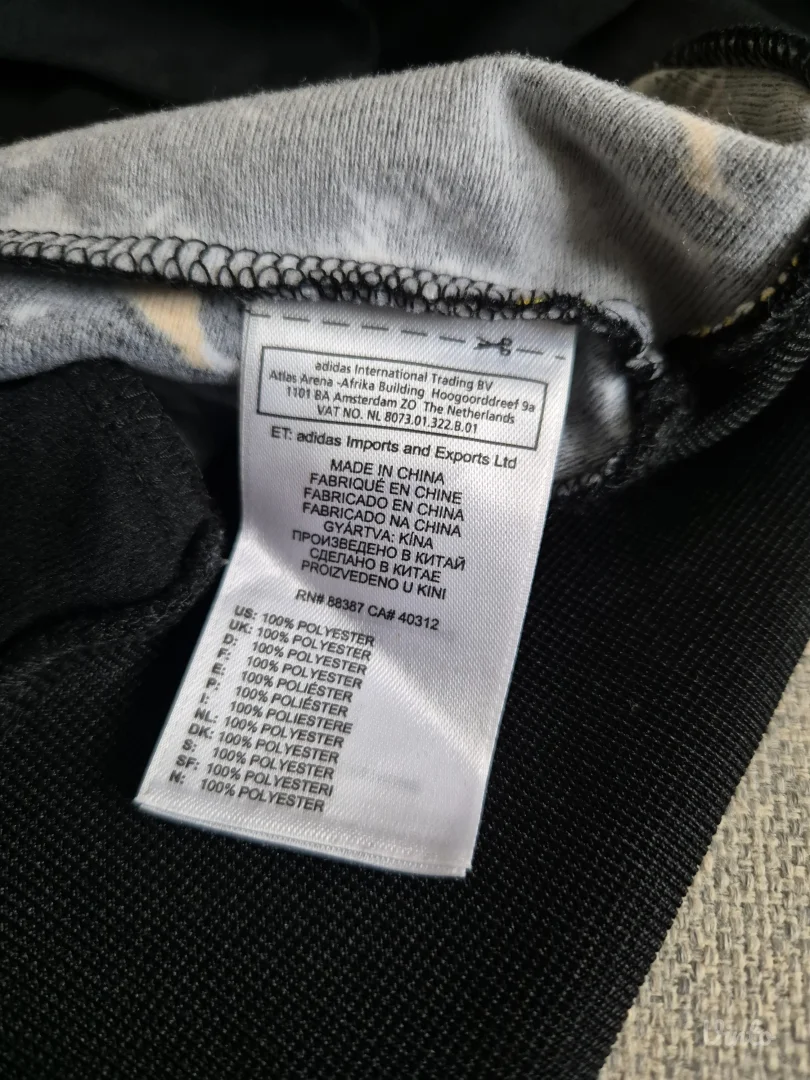 adidas International Trading BV
Atlas Arena -Afrika Building Hoogoorddreef 9a
1101 BA Amsterdam ZO The Netherlands
VAT NO. NL 8073.01.322.B.01
ET: adidas Imports and Exports Ltd
MADE IN CHINA
FABRIQUÉ EN CHINE
FABRICADO EN CHINA
FABRICADO NA CHINA
GYÁRTVA: KÍNA
ПРОИЗВЕДЕНО В КИТАЙ
СДЕЛАНО В КИТАЕ
PROIZVEDENO U KINI
RN# 88387 CA# 40312
US: 100% POLYESTER
UK: 100% POLYESTER
D: 100% POLYESTER
F: 100% POLYESTER
E: 100% POLIÉSTER
P: 100% POLIÉSTER
I: 100% POLIESTERE
NL: 100% POLYESTER
DK: 100% POLYESTER
S: 100% POLYESTER
SF: 100% POLYESTERI
N: 100% POLYESTER